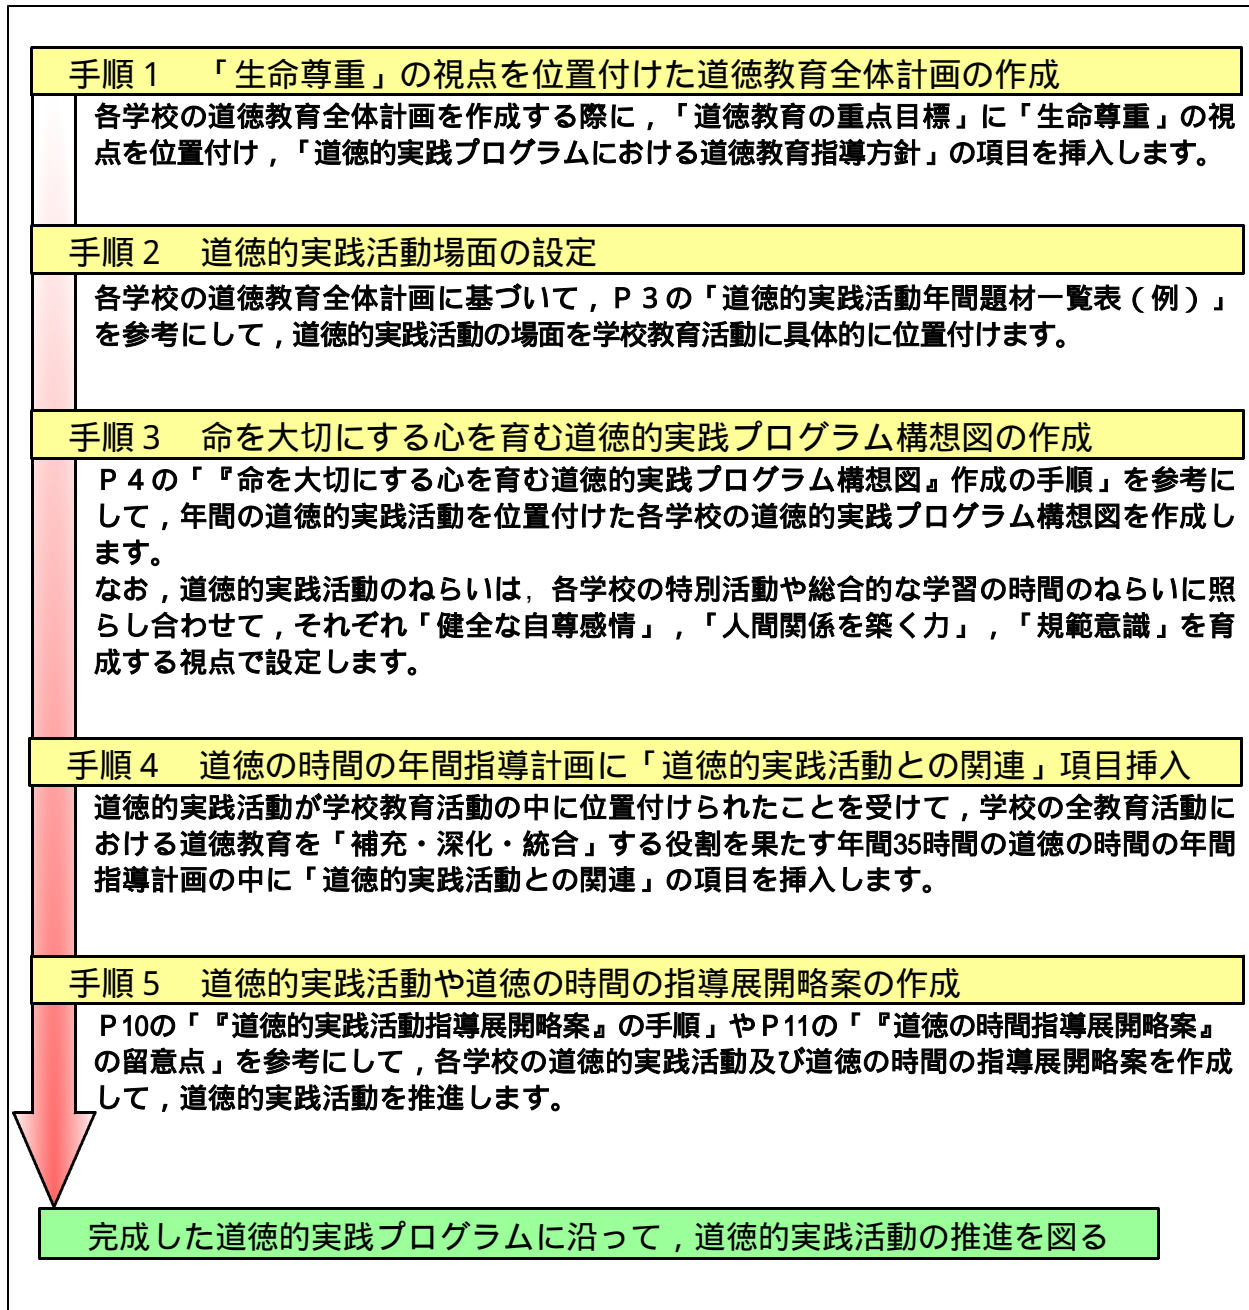 手順１　「生命尊重」の視点を位置付けた道徳教育全体計画の作成
各学校の道徳教育全体計画を作成する際に，「道徳教育の重点目標」に「生命尊重」の視
点を位置付け，「道徳的実践プログラムにおける道徳教育指導方針」の項目を挿入します。
手順２　道徳的実践活動場面の設定
各学校の道徳教育全体計画に基づいて，Ｐ３の「道徳的実践活動年間題材一覧表（例）」
を参考にして，道徳的実践活動の場面を学校教育活動に具体的に位置付けます。
手順３　命を大切にする心を育む道徳的実践プログラム構想図の作成
Ｐ４の「『命を大切にする心を育む道徳的実践プログラム構想図』作成の手順」を参考に
して，年間の道徳的実践活動を位置付けた各学校の道徳的実践プログラム構想図を作成し
ます。
なお，道徳的実践活動のねらいは，各学校の特別活動や総合的な学習の時間のねらいに照
らし合わせて，それぞれ「健全な自尊感情」，「人間関係を築く力」，「規範意識」を育
成する視点で設定します。
手順４　道徳の時間の年間指導計画に「道徳的実践活動との関連」項目挿入
道徳的実践活動が学校教育活動の中に位置付けられたことを受けて，学校の全教育活動に
おける道徳教育を「補充・深化・統合」する役割を果たす年間35時間の道徳の時間の年間
指導計画の中に「道徳的実践活動との関連」の項目を挿入します。
手順５　道徳的実践活動や道徳の時間の指導展開略案の作成
Ｐ10の「『道徳的実践活動指導展開略案』の手順」やＰ11の「『道徳の時間指導展開略案』
の留意点」を参考にして，各学校の道徳的実践活動及び道徳の時間の指導展開略案を作成
して，道徳的実践活動を推進します。
完成した道徳的実践プログラムに沿って，道徳的実践活動の推進を図る